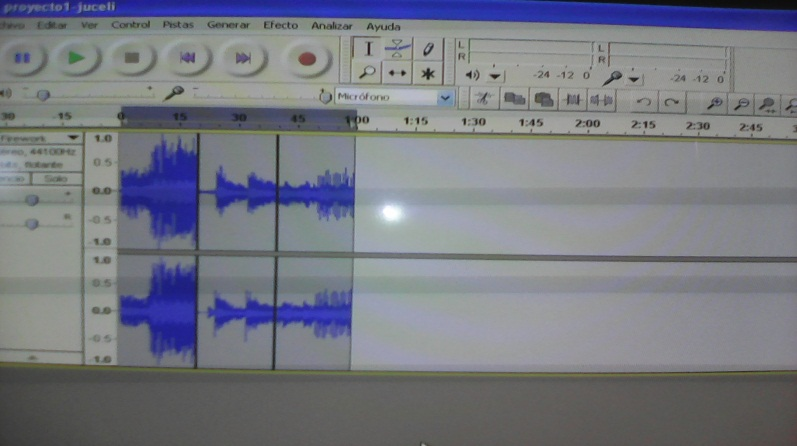 proyecto1-juceli
Editar Ver Control Pistas Generar Efecto Analizar Ayuda
L
R
-24 -12 0
L
R
-24 -12 0
Micrófono
30 -15 0 15 30 45 1:00 1:15 1:30 1:45 2:00 2:15 2:30 2:45
Firework
44100Hz
flotante
Solo
R
1.0
0.5
0.0
-0.5
-1.0
1.0
0.5
0.0
-0.5
-1.0